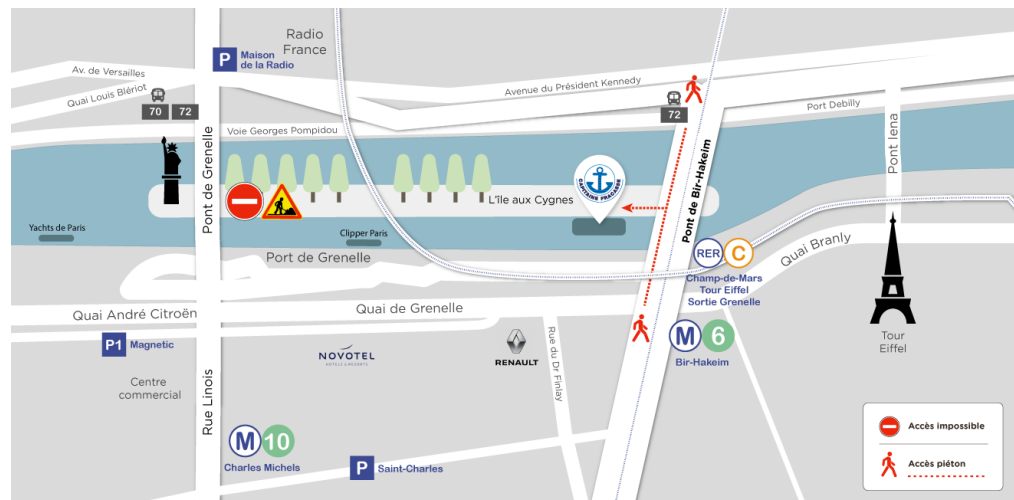 Radio
France
P
Maison
de la Radio
Av. de Versailles
Quai Louis Blériot
70
72
Avenue du Président Kennedy
72
Port Debilly
Voie Georges Pompidou
Pont de Grenelle
Pont de Bir-Hakeim
Pont Iena
CAPITAINE FRACASSE
L'île aux Cygnes
Yachts de Paris
Clipper Paris
Port de Grenelle
RER
C
Champ-de-Mars
Tour Eiffel
Sortie Grenelle
Quai Branly
Quai André Citroën
Quai de Grenelle
P1
Magnetic
NOVOTEL
HOTELS & RESORTS
RENAULT
Rue du Dr Finlay
M
6
Bir-Hakeim
Tour
Eiffel
Centre
commercial
Rue Linois
M
10
Charles Michels
P
Saint-Charles
Accès impossible
Accès piéton